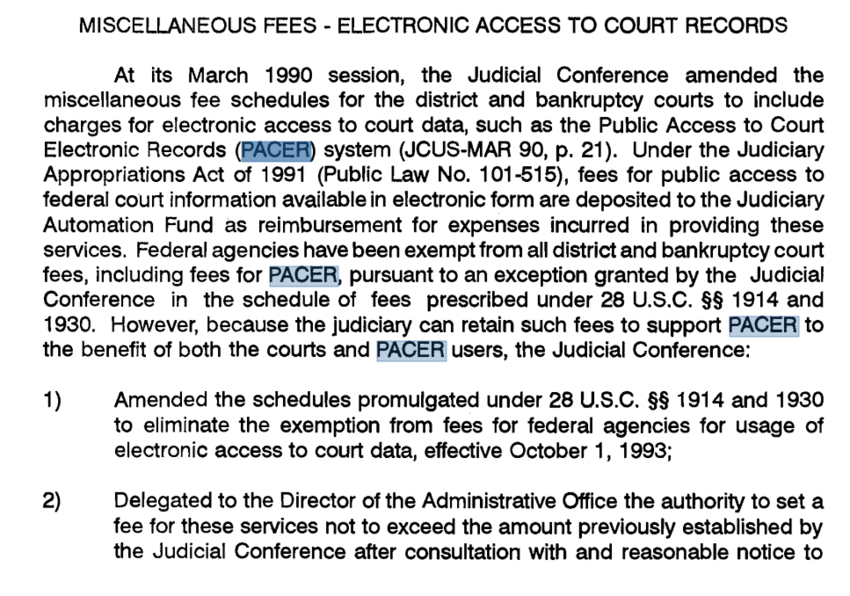 MISCELLANEOUS FEES - ELECTRONIC ACCESS TO COURT RECORDS
At its March 1990 session, the Judicial Conference amended the
miscellaneous fee schedules for the district and bankruptcy courts to include
charges for electronic access to court data, such as the Public Access to Court
Electronic Records (PACER) system (JCUS-MAR 90, p. 21). Under the Judiciary
Appropriations Act of 1991 (Public Law No. 101-515), fees for public access to
federal court information available in electronic form are deposited to the Judiciary
Automation Fund as reimbursement for expenses incurred in providing these
services. Federal agencies have been exempt from all district and bankruptcy court
fees, including fees for PACER, pursuant to an exception granted by the Judicial
Conference in the schedule of fees prescribed under 28 U.S.C. §§ 1914 and
1930. However, because the judiciary can retain such fees to support PACER to
the benefit of both the courts and PACER users, the Judicial Conference:
1) Amended the schedules promulgated under 28 U.S.C. §§ 1914 and 1930
to eliminate the exemption from fees for federal agencies for usage of
electronic access to court data, effective October 1, 1993;
2) Delegated to the Director of the Administrative Office the authority to set a
fee for these services not to exceed the amount previously established by
the Judicial Conference after consultation with and reasonable notice to